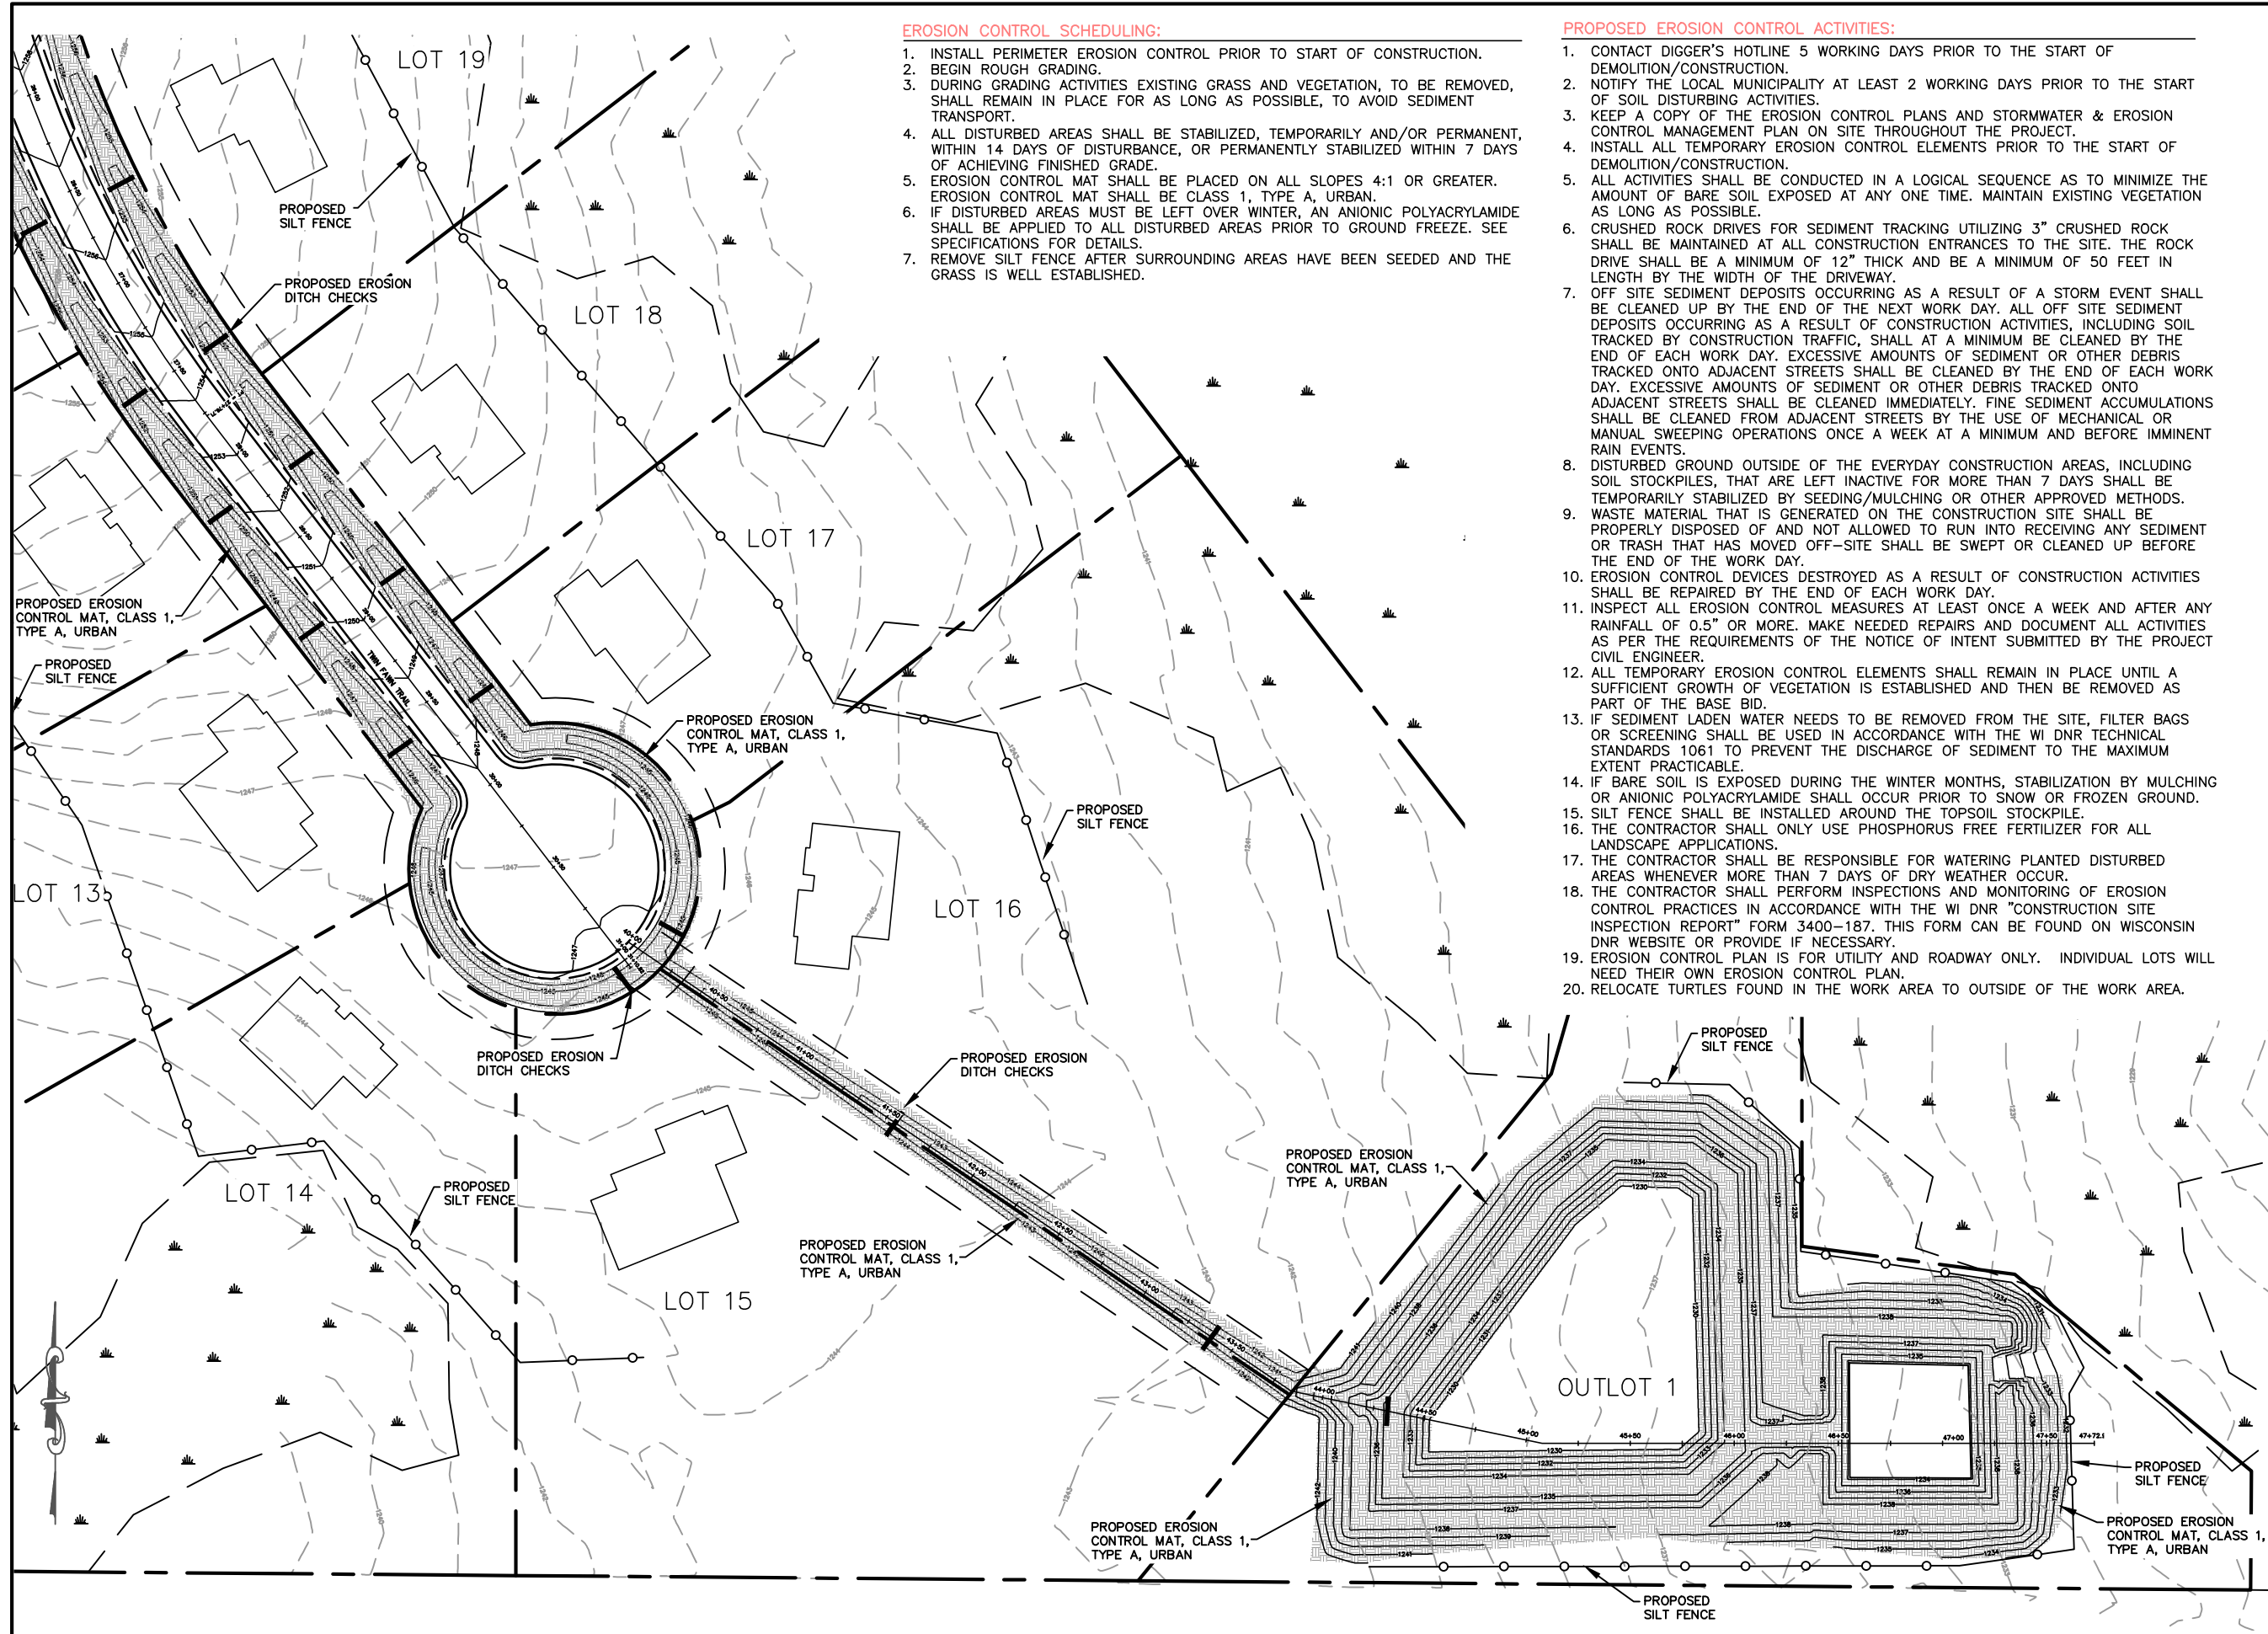 EROSION CONTROL SCHEDULING:
1. INSTALL PERIMETER EROSION CONTROL PRIOR TO START OF CONSTRUCTION.
2. BEGIN ROUGH GRADING.
3. DURING GRADING ACTIVITIES EXISTING GRASS AND VEGETATION, TO BE REMOVED,
SHALL REMAIN IN PLACE FOR AS LONG AS POSSIBLE, TO AVOID SEDIMENT
TRANSPORT.
4. ALL DISTURBED AREAS SHALL BE STABILIZED, TEMPORARILY AND/OR PERMANENT,
WITHIN 14 DAYS OF DISTURBANCE, OR PERMANENTLY STABILIZED WITHIN 7 DAYS
OF ACHIEVING FINISHED GRADE.
5. EROSION CONTROL MAT SHALL BE PLACED ON ALL SLOPES 4:1 OR GREATER.
EROSION CONTROL MAT SHALL BE CLASS 1, TYPE A, URBAN.
6. IF DISTURBED AREAS MUST BE LEFT OVER WINTER, AN ANIONIC POLYACRYLAMIDE
SHALL BE APPLIED TO ALL DISTURBED AREAS PRIOR TO GROUND FREEZE. SEE
SPECIFICATIONS FOR DETAILS.
7. REMOVE SILT FENCE AFTER SURROUNDING AREAS HAVE BEEN SEEDED AND THE
GRASS IS WELL ESTABLISHED.
PROPOSED EROSION CONTROL ACTIVITIES:
1. CONTACT DIGGER'S HOTLINE 5 WORKING DAYS PRIOR TO THE START OF
DEMOLITION/CONSTRUCTION.
2. NOTIFY THE LOCAL MUNICIPALITY AT LEAST 2 WORKING DAYS PRIOR TO THE START
OF SOIL DISTURBING ACTIVITIES.
3. KEEP A COPY OF THE EROSION CONTROL PLANS AND STORMWATER & EROSION
CONTROL MANAGEMENT PLAN ON SITE THROUGHOUT THE PROJECT.
4. INSTALL ALL TEMPORARY EROSION CONTROL ELEMENTS PRIOR TO THE START OF
DEMOLITION/CONSTRUCTION.
5. ALL ACTIVITIES SHALL BE CONDUCTED IN A LOGICAL SEQUENCE AS TO MINIMIZE THE
AMOUNT OF BARE SOIL EXPOSED AT ANY ONE TIME. MAINTAIN EXISTING VEGETATION
AS LONG AS POSSIBLE.
6. CRUSHED ROCK DRIVES FOR SEDIMENT TRACKING UTILIZING 3" CRUSHED ROCK
SHALL BE MAINTAINED AT ALL CONSTRUCTION ENTRANCES TO THE SITE. THE ROCK
DRIVE SHALL BE A MINIMUM OF 12" THICK AND BE A MINIMUM OF 50 FEET IN
LENGTH BY THE WIDTH OF THE DRIVEWAY.
7. OFF SITE SEDIMENT DEPOSITS OCCURRING AS A RESULT OF A STORM EVENT SHALL
BE CLEANED UP BY THE END OF THE NEXT WORK DAY. ALL OFF SITE SEDIMENT
DEPOSITS OCCURRING AS A RESULT OF CONSTRUCTION ACTIVITIES, INCLUDING SOIL
TRACKED BY CONSTRUCTION TRAFFIC, SHALL AT A MINIMUM BE CLEANED BY THE
END OF EACH WORK DAY. EXCESSIVE AMOUNTS OF SEDIMENT OR OTHER DEBRIS
TRACKED ONTO ADJACENT STREETS SHALL BE CLEANED BY THE END OF EACH WORK
DAY. EXCESSIVE AMOUNTS OF SEDIMENT OR OTHER DEBRIS TRACKED ONTO
ADJACENT STREETS SHALL BE CLEANED IMMEDIATELY. FINE SEDIMENT ACCUMULATIONS
SHALL BE CLEANED FROM ADJACENT STREETS BY THE USE OF MECHANICAL OR
MANUAL SWEEPING OPERATIONS ONCE A WEEK AT A MINIMUM AND BEFORE IMMINENT
RAIN EVENTS.
8. DISTURBED GROUND OUTSIDE OF THE EVERYDAY CONSTRUCTION AREAS, INCLUDING
SOIL STOCKPILES, THAT ARE LEFT INACTIVE FOR MORE THAN 7 DAYS SHALL BE
TEMPORARILY STABILIZED BY SEEDING/MULCHING OR OTHER APPROVED METHODS.
9. WASTE MATERIAL THAT IS GENERATED ON THE CONSTRUCTION SITE SHALL BE
PROPERLY DISPOSED OF AND NOT ALLOWED TO RUN INTO RECEIVING ANY SEDIMENT
OR TRASH THAT HAS MOVED OFF-SITE SHALL BE SWEPT OR CLEANED UP BEFORE
THE END OF THE WORK DAY.
10. EROSION CONTROL DEVICES DESTROYED AS A RESULT OF CONSTRUCTION ACTIVITIES
SHALL BE REPAIRED BY THE END OF EACH WORK DAY.
11. INSPECT ALL EROSION CONTROL MEASURES AT LEAST ONCE A WEEK AND AFTER ANY
RAINFALL OF 0.5" OR MORE. MAKE NEEDED REPAIRS AND DOCUMENT ALL ACTIVITIES
AS PER THE REQUIREMENTS OF THE NOTICE OF INTENT SUBMITTED BY THE PROJECT
CIVIL ENGINEER.
12. ALL TEMPORARY EROSION CONTROL ELEMENTS SHALL REMAIN IN PLACE UNTIL A
SUFFICIENT GROWTH OF VEGETATION IS ESTABLISHED AND THEN BE REMOVED AS
PART OF THE BASE BID.
13. IF SEDIMENT LADEN WATER NEEDS TO BE REMOVED FROM THE SITE, FILTER BAGS
OR SCREENING SHALL BE USED IN ACCORDANCE WITH THE WI DNR TECHNICAL
STANDARDS 1061 TO PREVENT THE DISCHARGE OF SEDIMENT TO THE MAXIMUM
EXTENT PRACTICABLE.
14. IF BARE SOIL IS EXPOSED DURING THE WINTER MONTHS, STABILIZATION BY MULCHING
OR ANIONIC POLYACRYLAMIDE SHALL OCCUR PRIOR TO SNOW OR FROZEN GROUND.
15. SILT FENCE SHALL BE INSTALLED AROUND THE TOPSOIL STOCKPILE.
16. THE CONTRACTOR SHALL ONLY USE PHOSPHORUS FREE FERTILIZER FOR ALL
LANDSCAPE APPLICATIONS.
17. THE CONTRACTOR SHALL BE RESPONSIBLE FOR WATERING PLANTED DISTURBED
AREAS WHENEVER MORE THAN 7 DAYS OF DRY WEATHER OCCUR.
18. THE CONTRACTOR SHALL PERFORM INSPECTIONS AND MONITORING OF EROSION
CONTROL PRACTICES IN ACCORDANCE WITH THE WI DNR "CONSTRUCTION SITE
INSPECTION REPORT" FORM 3400-187. THIS FORM CAN BE FOUND ON WISCONSIN
DNR WEBSITE OR PROVIDE IF NECESSARY.
19. EROSION CONTROL PLAN IS FOR UTILITY AND ROADWAY ONLY. INDIVIDUAL LOTS WILL
NEED THEIR OWN EROSION CONTROL PLAN.
20. RELOCATE TURTLES FOUND IN THE WORK AREA TO OUTSIDE OF THE WORK AREA.
LOT 19
PROPOSED
SILT FENCE
PROPOSED EROSION
DITCH CHECKS
LOT 18
LOT 17
PROPOSED EROSION
CONTROL MAT, CLASS 1,
TYPE A, URBAN
PROPOSED
SILT FENCE
TWIN FAWN TRAIL
PROPOSED EROSION
CONTROL MAT, CLASS 1,
TYPE A, URBAN
PROPOSED
SILT FENCE
LOT 13
LOT 16
PROPOSED EROSION
DITCH CHECKS
PROPOSED EROSION
DITCH CHECKS
PROPOSED
SILT FENCE
LOT 14
PROPOSED
SILT FENCE
PROPOSED EROSION
CONTROL MAT, CLASS 1,
TYPE A, URBAN
PROPOSED EROSION
CONTROL MAT, CLASS 1,
TYPE A, URBAN
LOT 15
OUTLOT 1
44+00
44+50
45+00
45+50
46+00
46+50
47+00
47+50
PROPOSED
SILT FENCE
PROPOSED EROSION
CONTROL MAT, CLASS 1,
TYPE A, URBAN
PROPOSED EROSION
CONTROL MAT, CLASS 1,
TYPE A, URBAN
PROPOSED
SILT FENCE